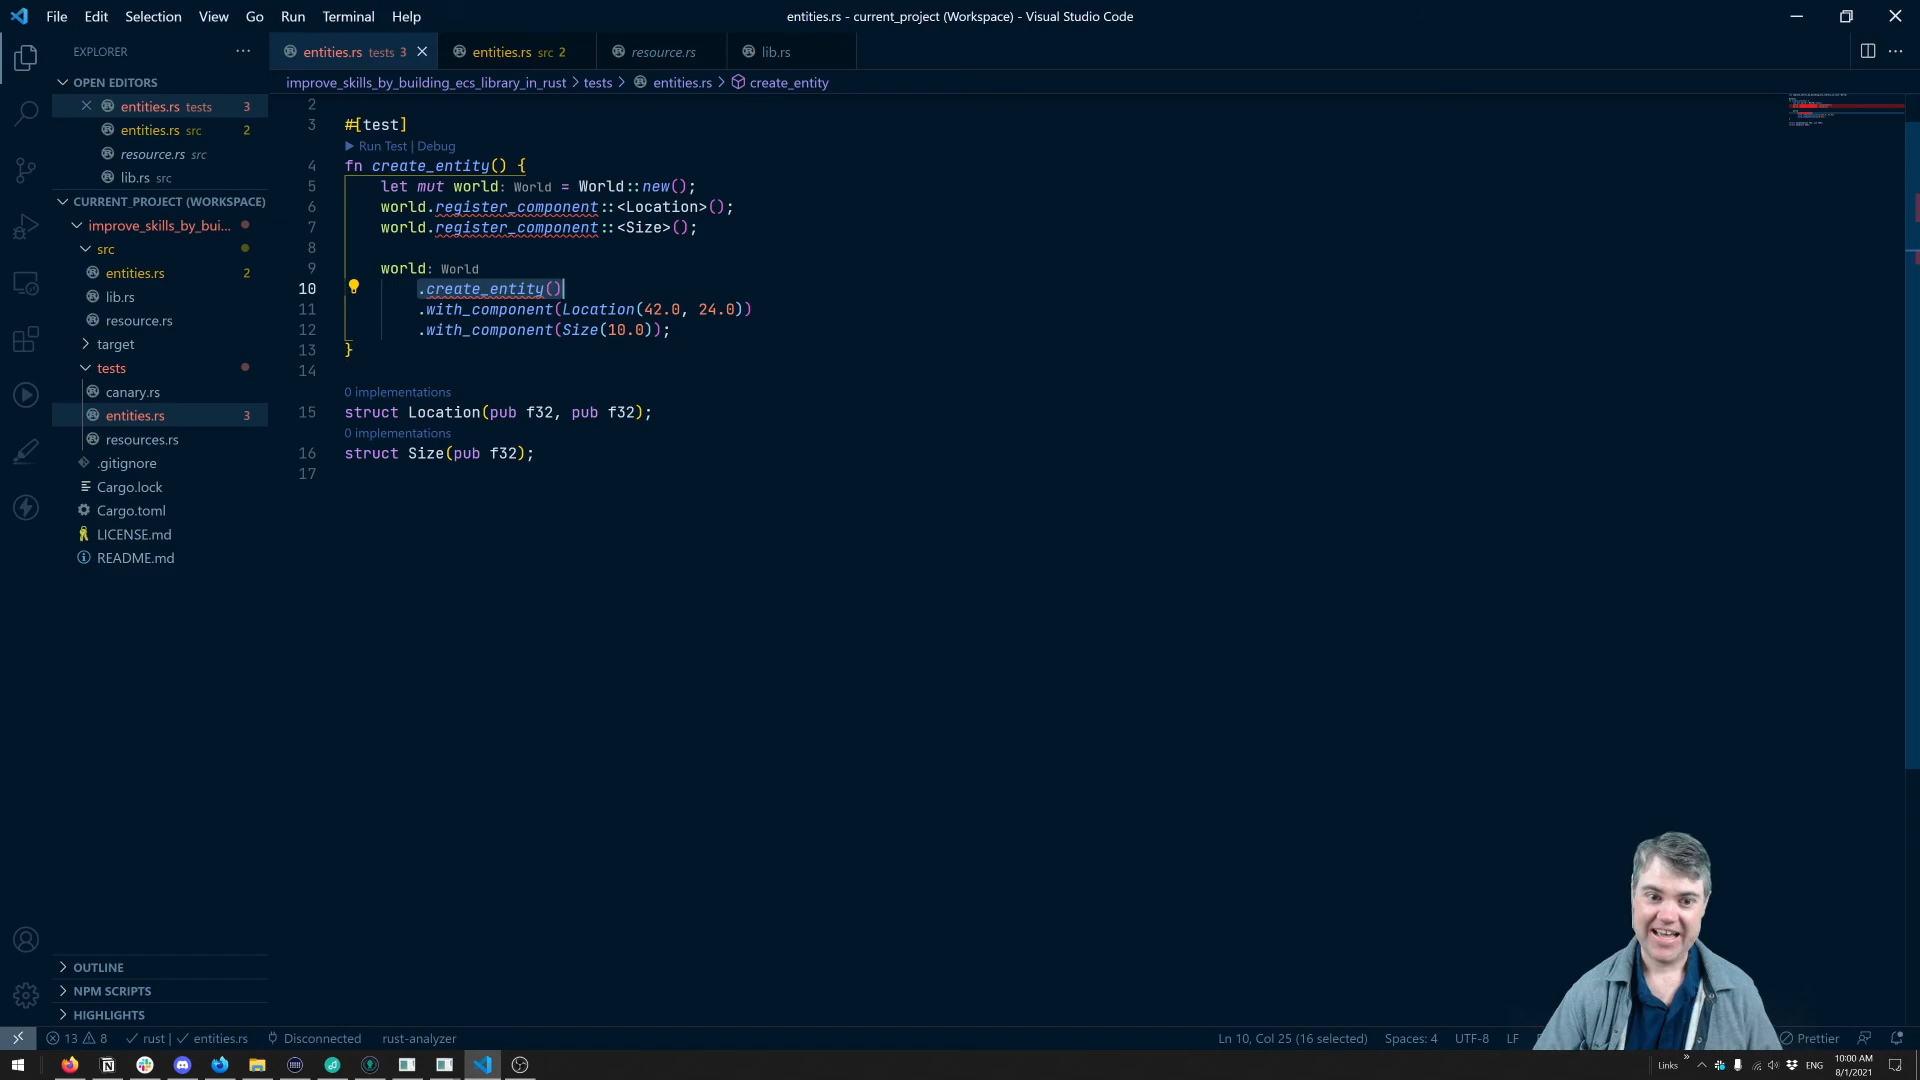 File Edit Selection View Go Run Terminal Help
entities.rs - current_project (Workspace) - Visual Studio Code
EXPLORER
OPEN EDITORS
entities.rs tests 3
entities.rs src 2
resource.rs src
lib.rs src
CURRENT_PROJECT (WORKSPACE)
improve_skills_by_bui...
src
entities.rs 2
lib.rs
resource.rs
target
tests
canary.rs
entities.rs 3
resources.rs
.gitignore
Cargo.lock
Cargo.toml
LICENSE.md
README.md
OUTLINE
NPM SCRIPTS
HIGHLIGHTS
entities.rs tests 3
entities.rs src 2
resource.rs
lib.rs
improve_skills_by_building_ecs_library_in_rust > tests > entities.rs > create_entity
2
3 #[test]
Run Test | Debug
4 fn create_entity() {
5 let mut world: World = World::new();
6 world.register_component::<Location>();
7 world.register_component::<Size>();
8
9 world: World
10 .create_entity()
11 .with_component(Location(42.0, 24.0))
12 .with_component(Size(10.0));
13 }
14
0 implementations
15 struct Location(pub f32, pub f32);
0 implementations
16 struct Size(pub f32);
17
13 8 rust | entities.rs Disconnected rust-analyzer
Ln 10, Col 25 (16 selected) Spaces: 4 UTF-8 LF Prettier
Links ENG 10:00 AM
8/1/2021